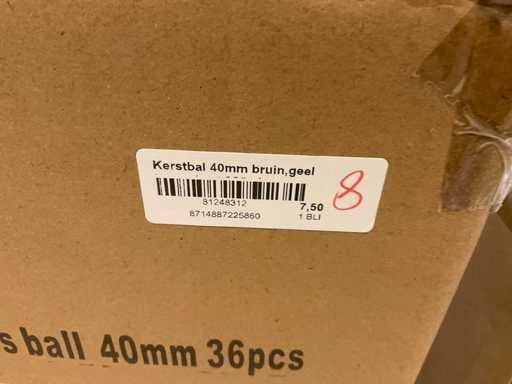 Kerstbal 40mm bruin,geel
81248312
7,50
8714887225860
1 BLI
8
s ball 40mm 36pcs